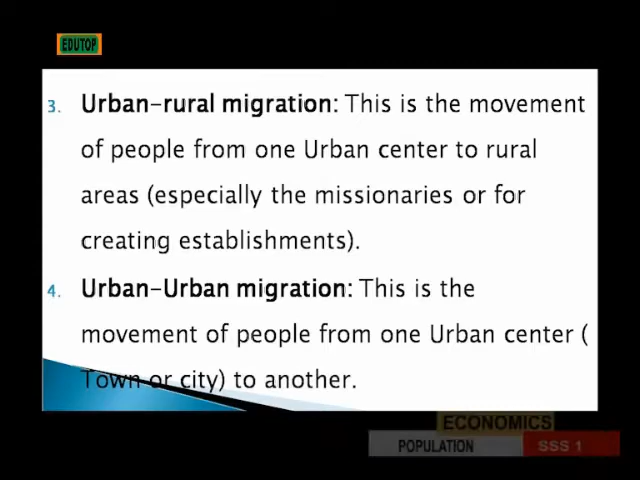 EDUTOP
3. Urban-rural migration: This is the movement
of people from one Urban center to rural
areas (especially the missionaries or for
creating establishments).
4. Urban-Urban migration: This is the
movement of people from one Urban center (
Town or city) to another.
ECONOMICS
POPULATION SSS 1